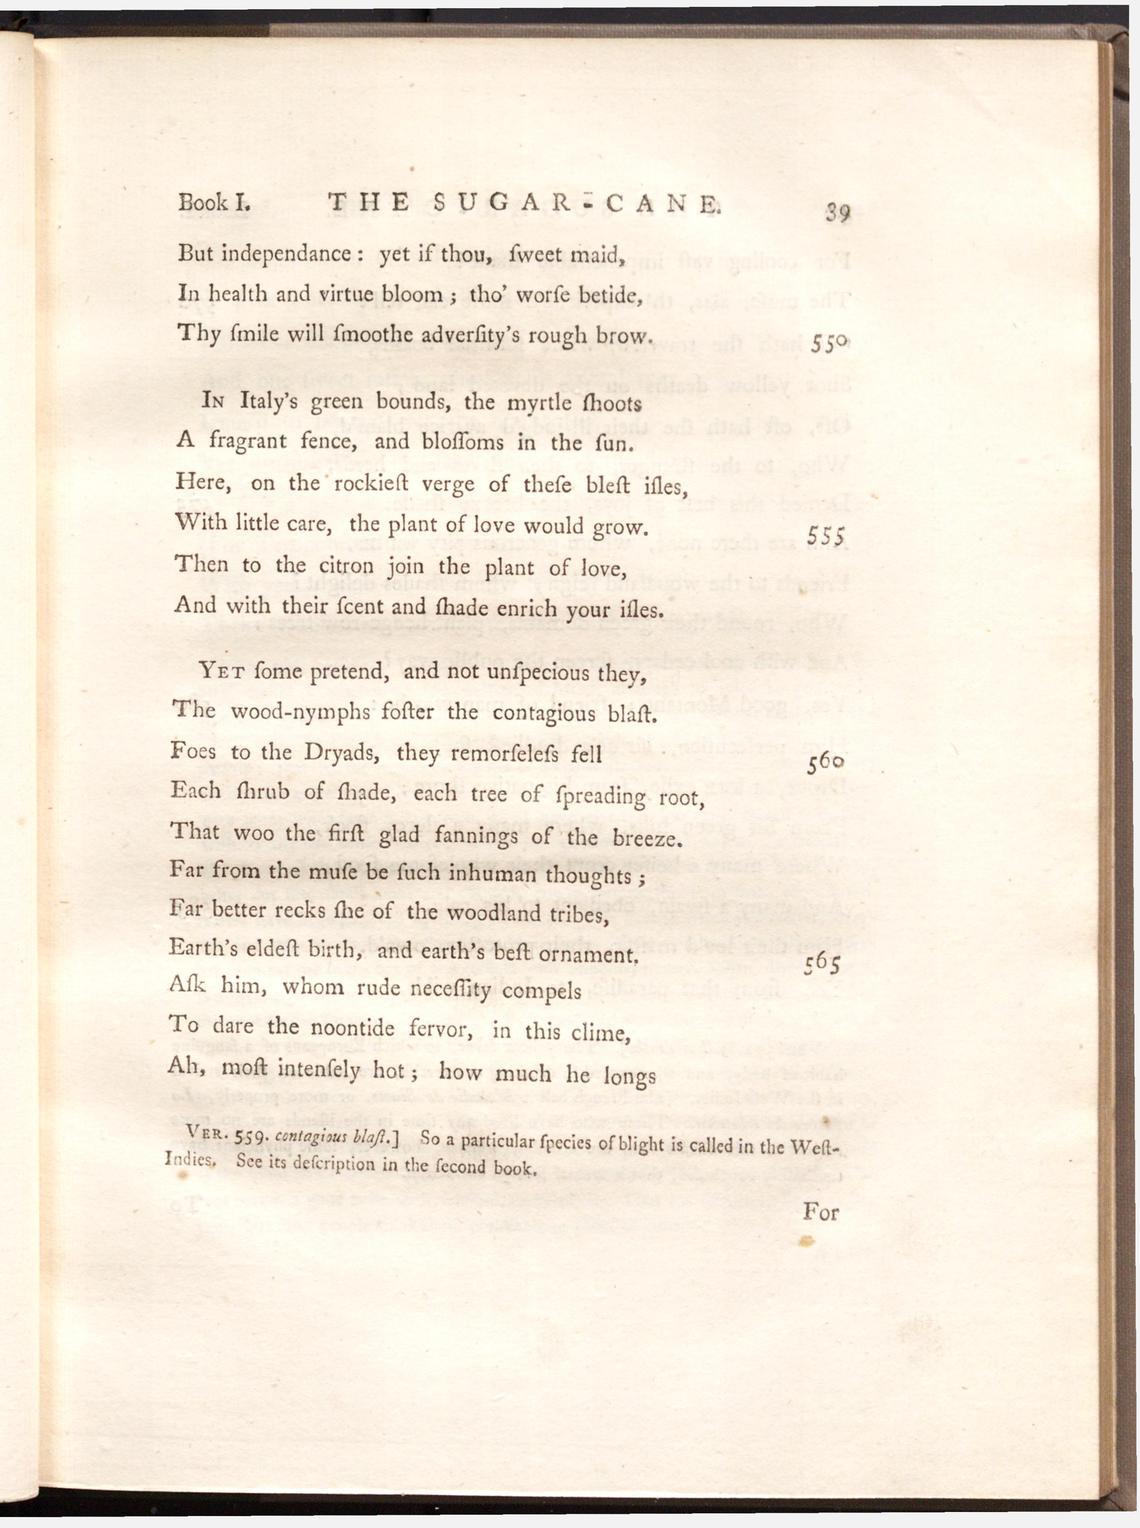 Book I. THE SUGAR-CANE. 39
But independance : yet if thou, ſweet maid,
In health and virtue bloom ; tho' worſe betide,
Thy ſmile will ſmoothe adverſity's rough brow. 550
IN Italy's green bounds, the myrtle ſhoots
A fragrant fence, and bloſſoms in the ſun.
Here, on the rockieſt verge of theſe bleſt iſles,
With little care, the plant of love would grow. 555
Then to the citron join the plant of love,
And with their ſcent and ſhade enrich your iſles.
YET ſome pretend, and not unſpecious they,
The wood-nymphs foſter the contagious blaſt.
Foes to the Dryads, they remorſeleſs fell 560
Each ſhrub of ſhade, each tree of ſpreading root,
That woo the firſt glad fannings of the breeze.
Far from the muſe be ſuch inhuman thoughts ;
Far better recks ſhe of the woodland tribes,
Earth's eldeſt birth, and earth's beſt ornament. 565
Aſk him, whom rude neceſſity compels
To dare the noontide fervor, in this clime,
Ah, moſt intenſely hot ; how much he longs
VER. 559. contagious blaſt.] So a particular ſpecies of blight is called in the Weſt-
Indies. See its deſcription in the ſecond book.
For